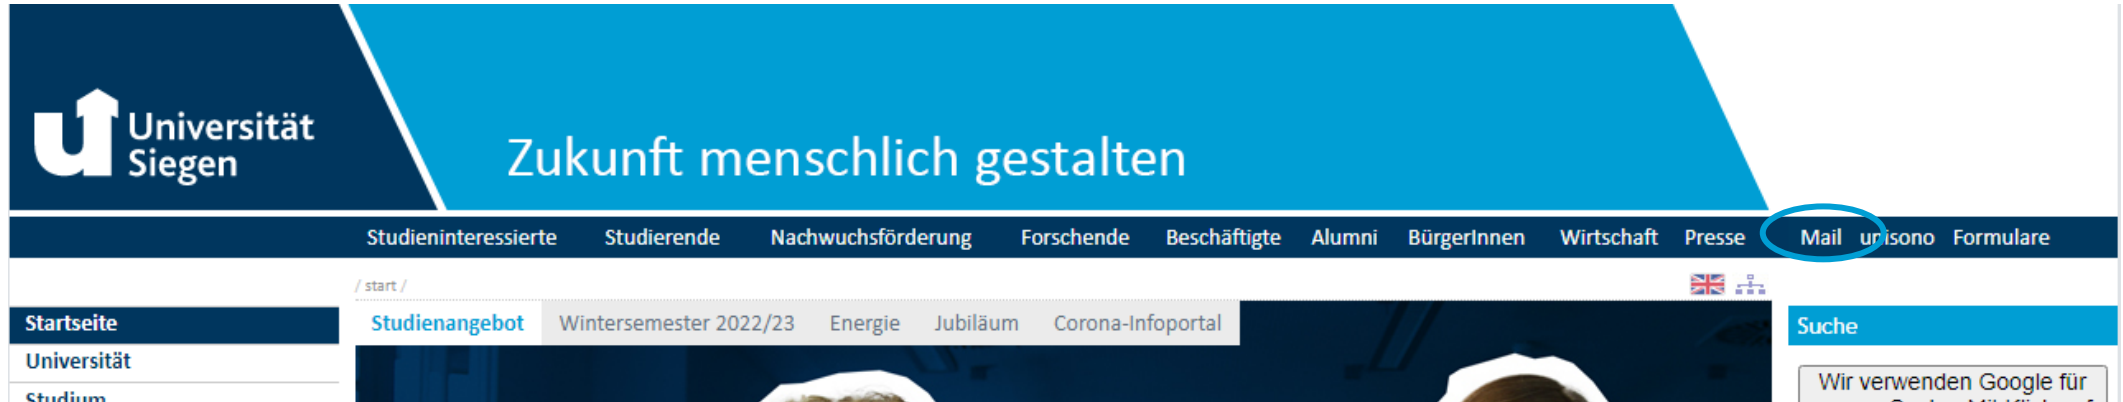 Universität
Siegen
Zukunft menschlich gestalten
Studieninteressierte Studierende Nachwuchsförderung Forschende Beschäftigte Alumni BürgerInnen Wirtschaft Presse Mail unisono Formulare
/ start /
Startseite
Studienangebot Wintersemester 2022/23 Energie Jubiläum Corona-Infoportal
Suche
Universität
Wir verwenden Google für
Studium